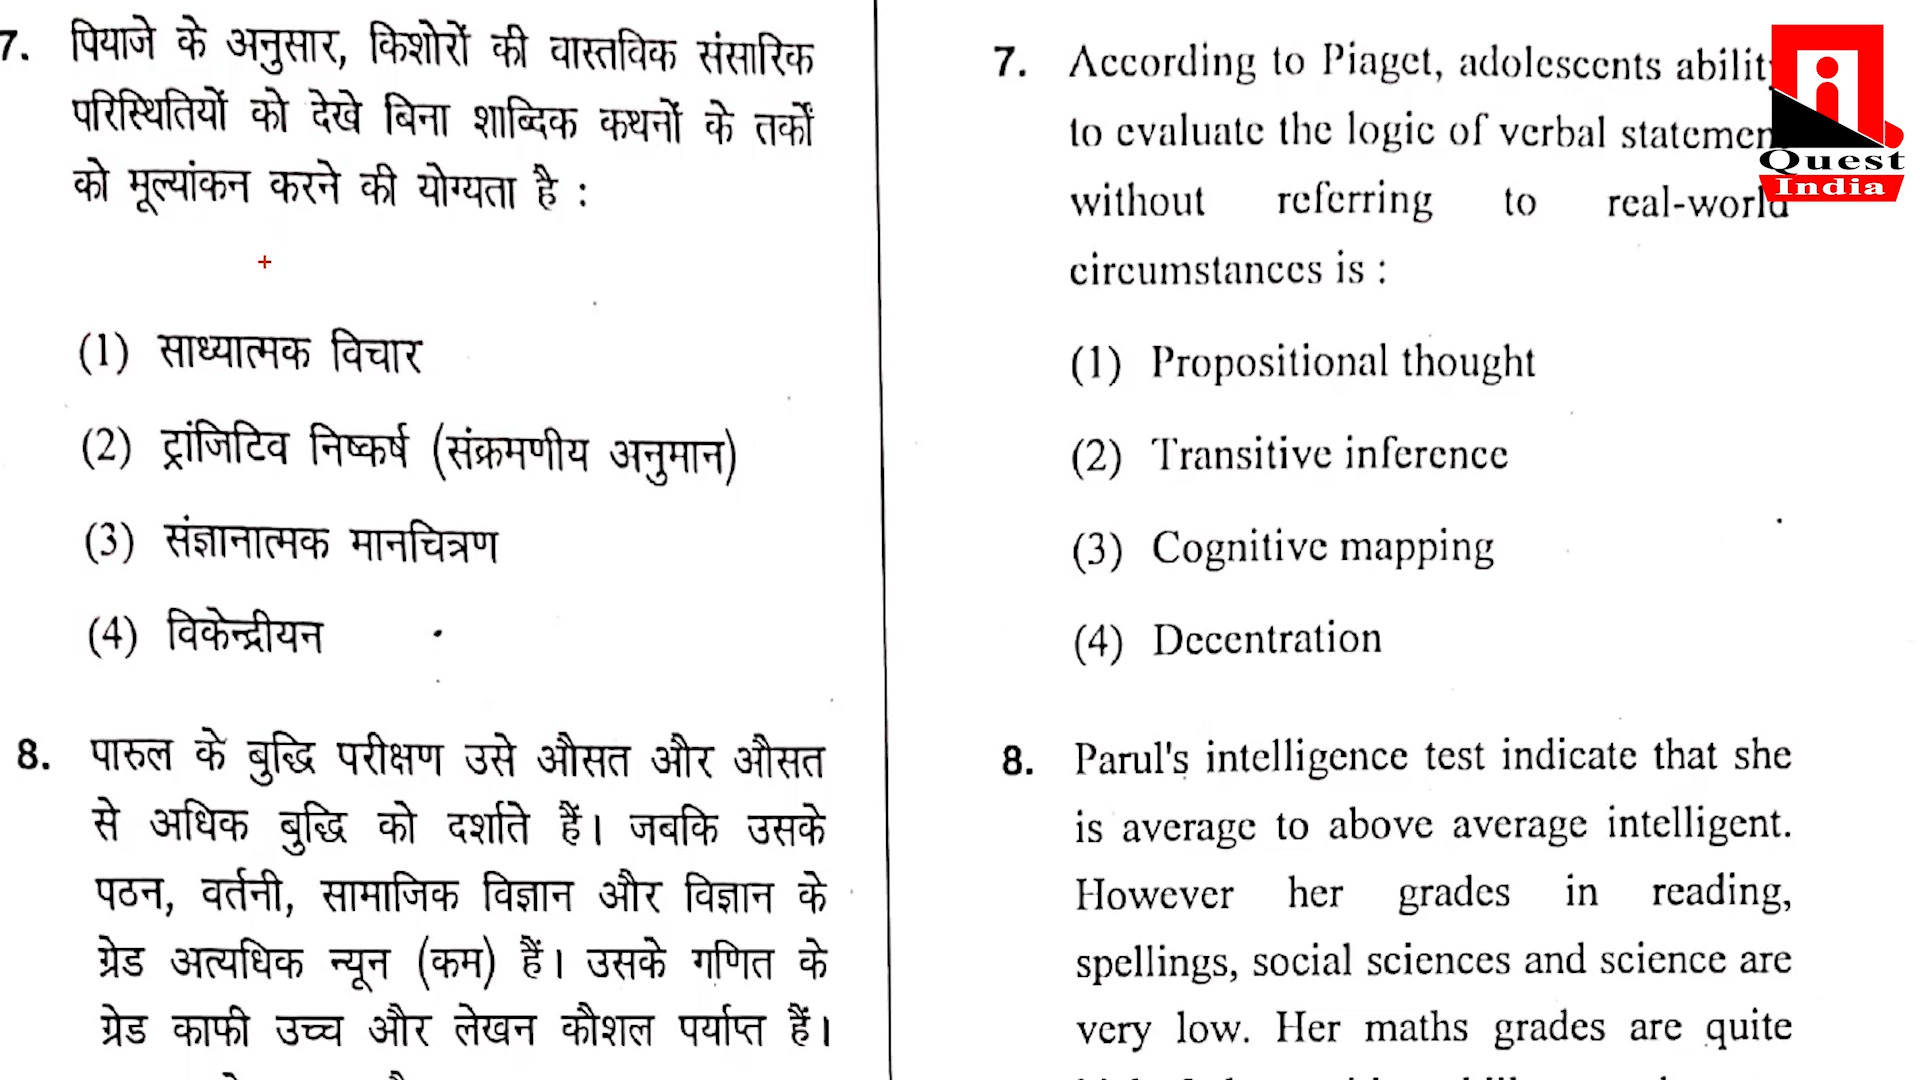 7. पियाजे के अनुसार, किशोरों की वास्तविक संसारिक
परिस्थितियों को देखे बिना शाब्दिक कथनों के तर्कों
को मूल्यांकन करने की योग्यता है :
(1) साध्यात्मक विचार
(2) ट्रांजिटिव निष्कर्ष (संक्रमणीय अनुमान)
(3) संज्ञानात्मक मानचित्रण
(4) विकेन्द्रीयन
8. पारुल के बुद्धि परीक्षण उसे औसत और औसत
से अधिक बुद्धि को दर्शाते हैं। जबकि उसके
पठन, वर्तनी, सामाजिक विज्ञान और विज्ञान के
ग्रेड अत्यधिक न्यून (कम) हैं। उसके गणित के
ग्रेड काफी उच्च और लेखन कौशल पर्याप्त हैं।
7. According to Piaget, adolescents
to evaluate the logic of verbal
without referring to real-world
circumstances is :
(1) Propositional thought
(2) Transitive inference
(3) Cognitive mapping
(4) Decentration
8. Parul's intelligence test indicate that she
is average to above average intelligent.
However her grades in reading,
spellings, social sciences and science are
very low. Her maths grades are quite
Quest
India